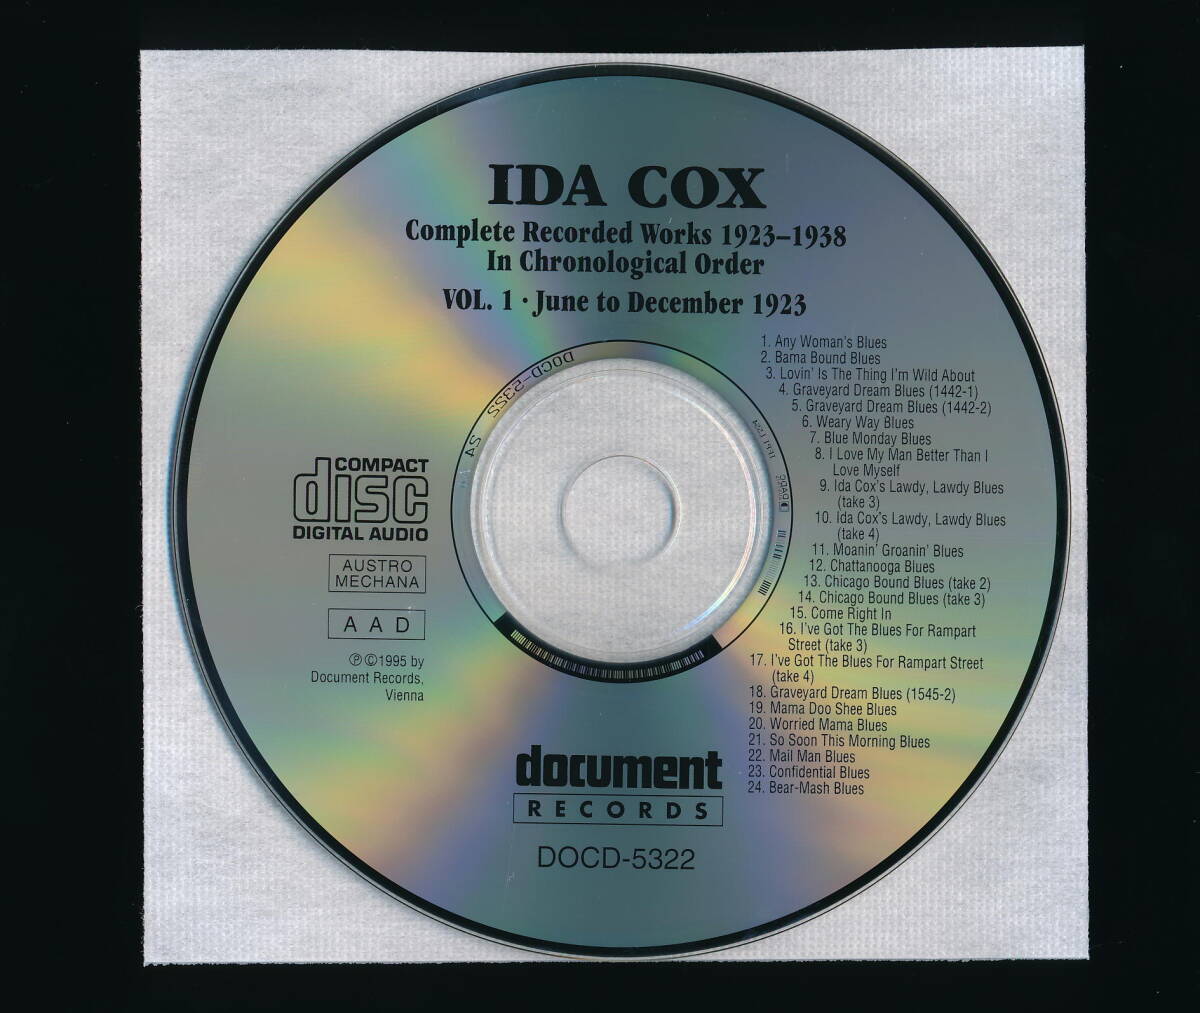 IDA COX
Complete Recorded Works 1923–1938
In Chronological Order
VOL. 1 · June to December 1923
1. Any Woman's Blues
2. Bama Bound Blues
3. Lovin' Is The Thing I'm Wild About
4. Graveyard Dream Blues (1442-1)
5. Graveyard Dream Blues (1442-2)
6. Weary Way Blues
7. Blue Monday Blues
8. I Love My Man Better Than I
Love Myself
9. Ida Cox's Lawdy, Lawdy Blues
(take 3)
10. Ida Cox's Lawdy, Lawdy Blues
(take 4)
11. Moanin' Groanin' Blues
12. Chattanooga Blues
13. Chicago Bound Blues (take 2)
14. Chicago Bound Blues (take 3)
15. Come Right In
16. I've Got The Blues For Rampart
Street (take 3)
17. I've Got The Blues For Rampart Street
(take 4)
18. Graveyard Dream Blues (1545-2)
19. Mama Doo Shee Blues
20. Worried Mama Blues
21. So Soon This Morning Blues
22. Mail Man Blues
23. Confidential Blues
24. Bear-Mash Blues
COMPACT
disc
DIGITAL AUDIO
AUSTRO
MECHANA
A A D
℗©1995 by
Document Records,
Vienna
DOCD-5322
document
RECORDS
DOCD-5322